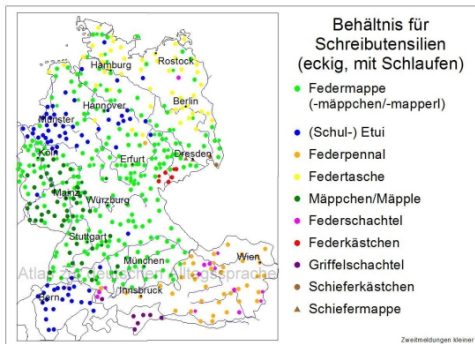 Behältnis für
Schreibutensilien
(eckig, mit Schlaufen)
Federmappe
(-mäppchen/-mapperl)
(Schul-) Etui
Federpennal
Federtasche
Mäppchen/Mäpple
Federschachtel
Federkästchen
Griffelschachtel
Schieferkästchen
Schiefermappe
Rostock
Hamburg
Hannover
Berlin
Münster
Köln
Erfurt
Dresden
Mainz
Würzburg
Stuttgart
München
Wien
Innsbruck
Bern
Atlas zur deutschen Alltagssprache
Zweitmeldungen kleiner